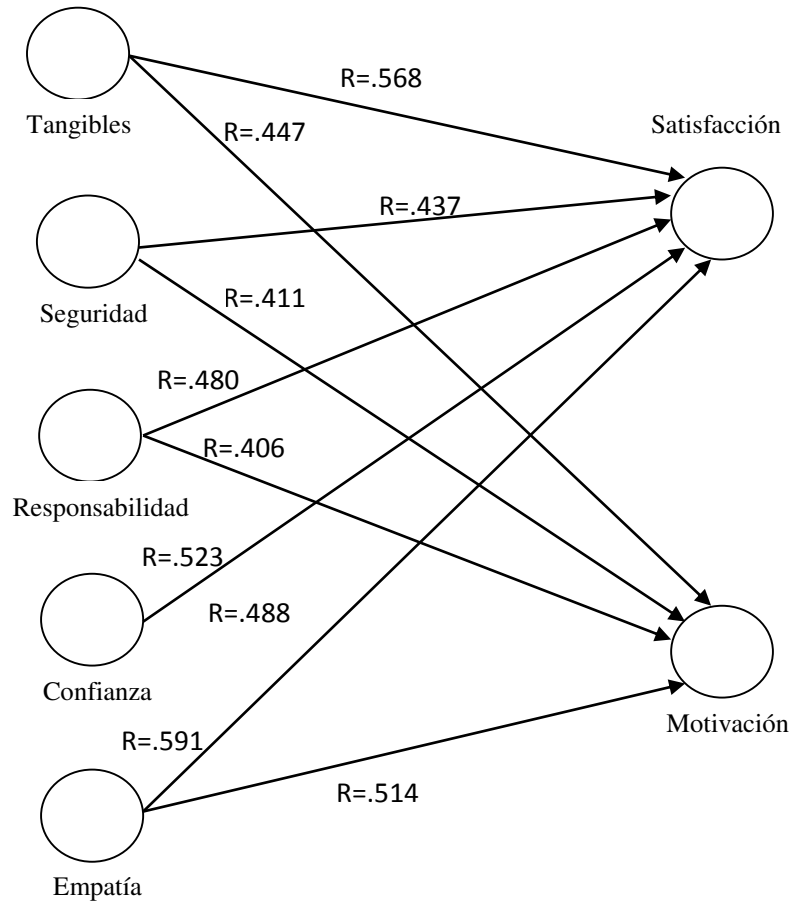 R=.568
Tangibles
R=.447
Satisfacción
R=.437
Seguridad
R=.411
R=.480
R=.406
Responsabilidad
R=.523
R=.488
Confianza
Motivación
R=.591
R=.514
Empatía